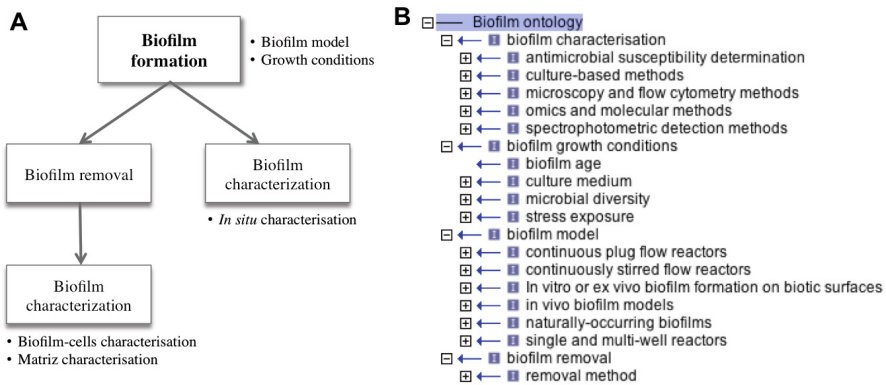 A
Biofilm
formation
• Biofilm model
• Growth conditions
Biofilm removal
Biofilm
characterization
• In situ characterisation
Biofilm
characterization
• Biofilm-cells characterisation
• Matriz characterisation
B
Biofilm ontology
biofilm characterisation
antimicrobial susceptibility determination
culture-based methods
microscopy and flow cytometry methods
omics and molecular methods
spectrophotometric detection methods
biofilm growth conditions
biofilm age
culture medium
microbial diversity
stress exposure
biofilm model
continuous plug flow reactors
continuously stirred flow reactors
In vitro or ex vivo biofilm formation on biotic surfaces
in vivo biofilm models
naturally-occurring biofilms
single and multi-well reactors
biofilm removal
removal method